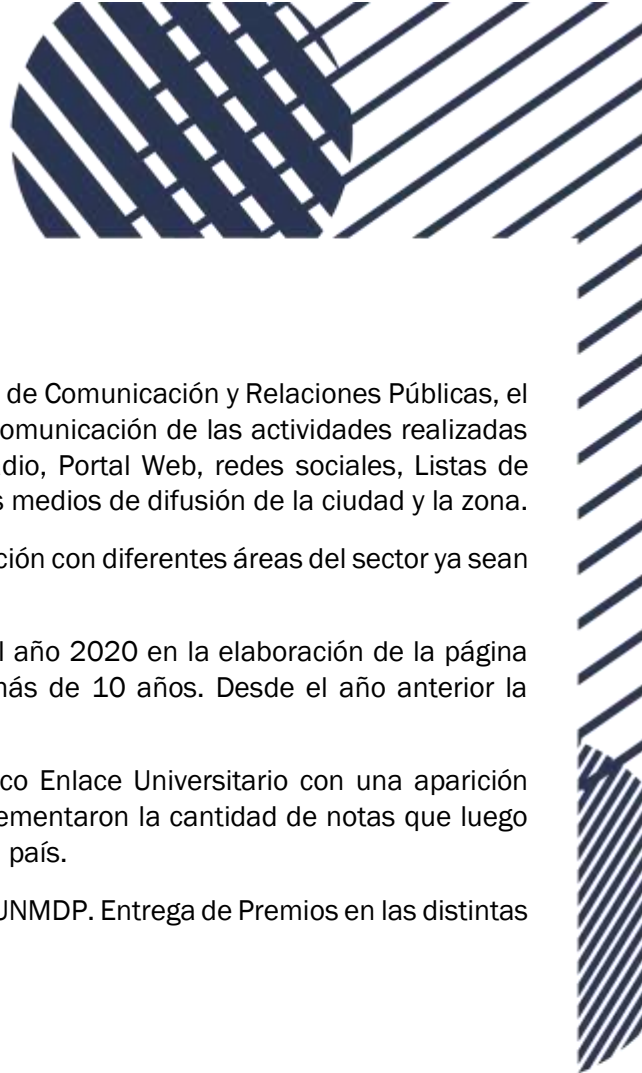 de Comunicación y Relaciones Públicas, el
omunicación de las actividades realizadas
dio, Portal Web, redes sociales, Listas de
s medios de difusión de la ciudad y la zona.
ción con diferentes áreas del sector ya sean
l año 2020 en la elaboración de la página
nás de 10 años. Desde el año anterior la
co Enlace Universitario con una aparición
ementaron la cantidad de notas que luego
país.
UNMDP. Entrega de Premios en las distintas